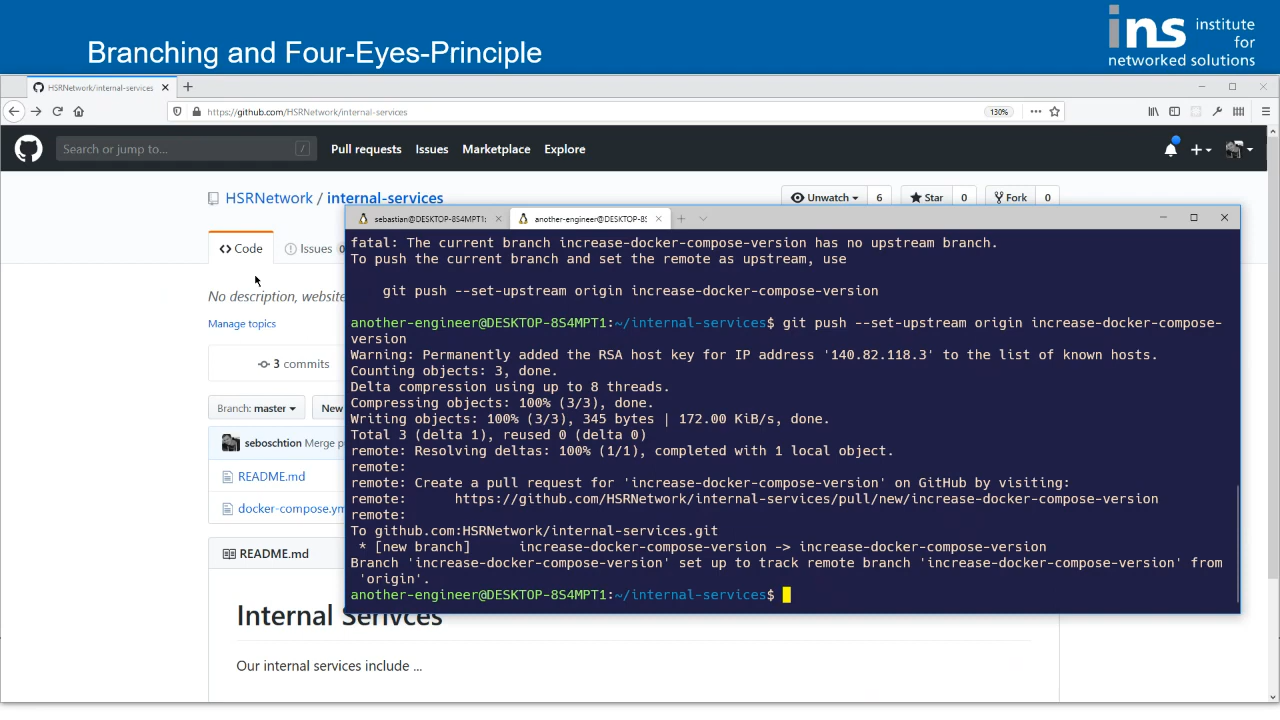 Branching and Four-Eyes-Principle
ins institute
for
networked solutions
HSRNetwork/internal-services
https://github.com/HSRNetwork/internal-services
130%
Search or jump to...
/
Pull requests Issues Marketplace Explore
HSRNetwork / internal-services
Unwatch 6 Star 0 Fork 0
Code Issues 0
No description, website
Manage topics
3 commits
Branch: master New
seboschtion Merge p
README.md
docker-compose.ym
README.md
Internal Serivces
Our internal services include ...
sebastian@DESKTOP-8S4MPT1:
another-engineer@DESKTOP-8S
fatal: The current branch increase-docker-compose-version has no upstream branch.
To push the current branch and set the remote as upstream, use
git push --set-upstream origin increase-docker-compose-version
another-engineer@DESKTOP-8S4MPT1:~/internal-services$ git push --set-upstream origin increase-docker-compose-
version
Warning: Permanently added the RSA host key for IP address '140.82.118.3' to the list of known hosts.
Counting objects: 3, done.
Delta compression using up to 8 threads.
Compressing objects: 100% (3/3), done.
Writing objects: 100% (3/3), 345 bytes | 172.00 KiB/s, done.
Total 3 (delta 1), reused 0 (delta 0)
remote: Resolving deltas: 100% (1/1), completed with 1 local object.
remote:
remote: Create a pull request for 'increase-docker-compose-version' on GitHub by visiting:
remote: https://github.com/HSRNetwork/internal-services/pull/new/increase-docker-compose-version
remote:
To github.com:HSRNetwork/internal-services.git
* [new branch] increase-docker-compose-version -> increase-docker-compose-version
Branch 'increase-docker-compose-version' set up to track remote branch 'increase-docker-compose-version' from
'origin'.
another-engineer@DESKTOP-8S4MPT1:~/internal-services$